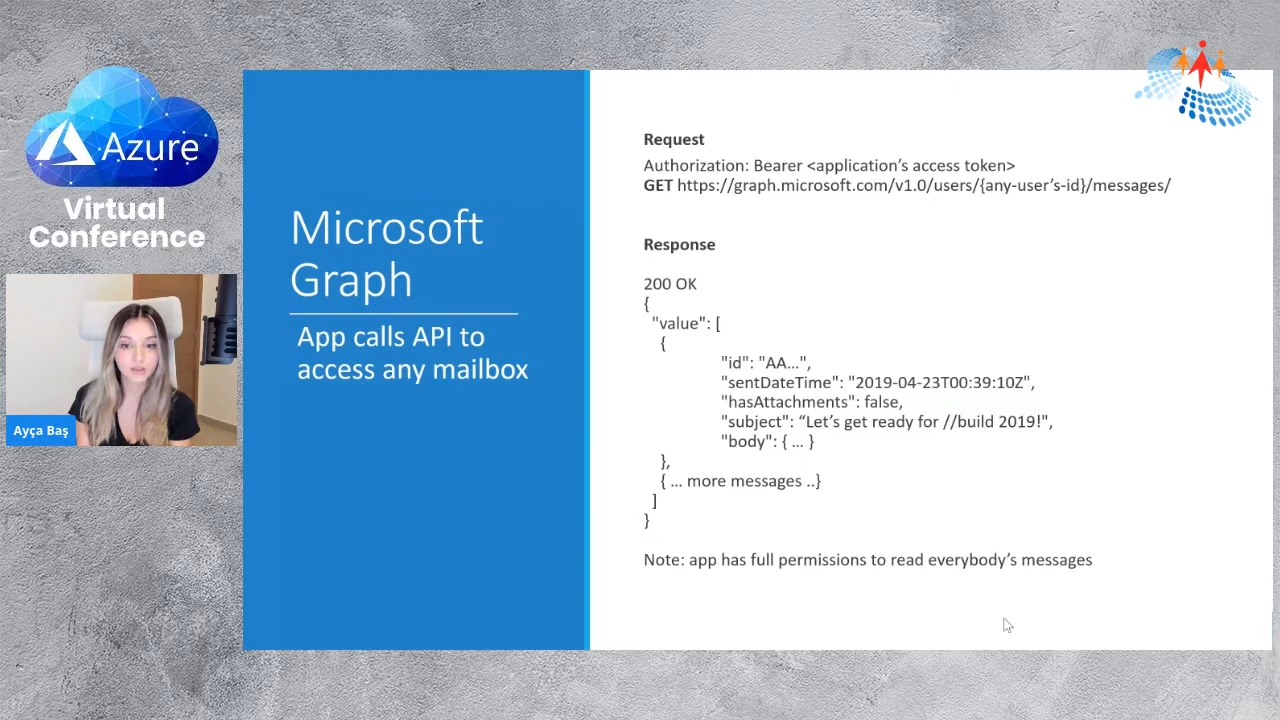 Azure
Virtual
Conference
Ayça Baş
Microsoft
Graph
App calls API to
access any mailbox
Request
Authorization: Bearer <application’s access token>
GET https://graph.microsoft.com/v1.0/users/{any-user’s-id}/messages/
Response
200 OK
{
"value": [
{
"id": "AA...",
"sentDateTime": "2019-04-23T00:39:10Z",
"hasAttachments": false,
"subject": “Let’s get ready for //build 2019!",
"body": { ... }
},
{ ... more messages ..}
]
}
Note: app has full permissions to read everybody’s messages